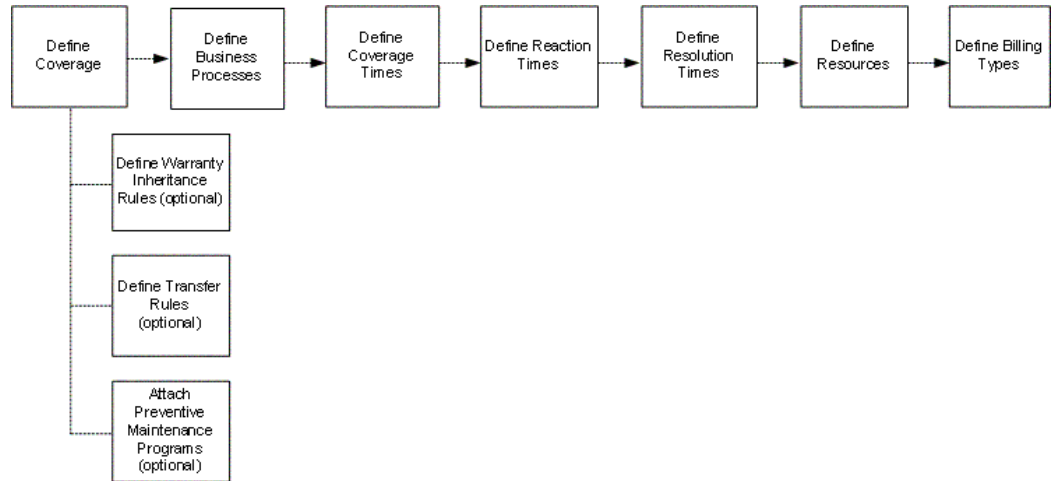 Define
Coverage
Define
Business
Processes
Define
Coverage
Times
Define Reaction
Times
Define
Resolution
Times
Define
Resources
Define Billing
Types
Define Warranty
Inheritance
Rules (optional)
Define Transfer
Rules
(optional)
Attach
Preventive
Maintenance
Programs
(optional)